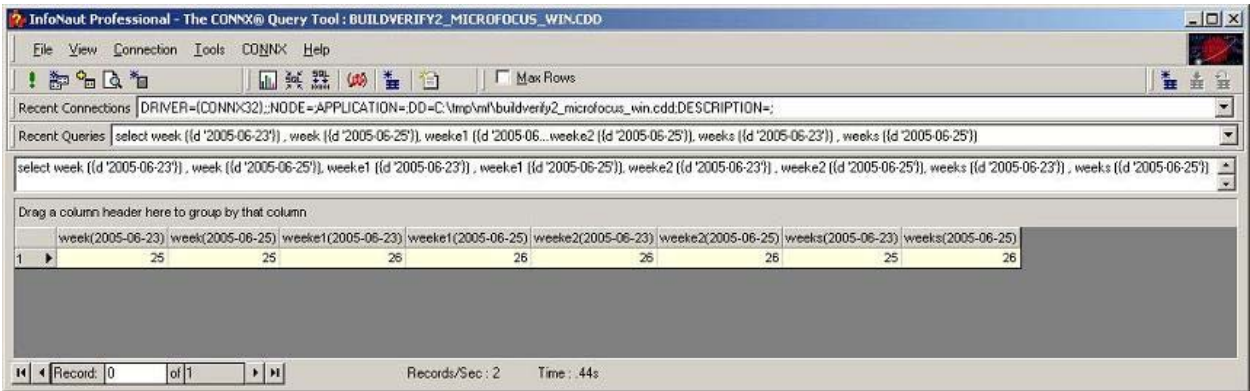 InfoNaut Professional - The CONNX® Query Tool : BUILDVERIFY2_MICROFOCUS_WIN.CDD
File View Connection Tools CONNX Help
Max Rows
Recent Connections DRIVER={CONNX32};;NODE=;APPLICATION=;DD=C:\tmp\mf\buildverify2_microfocus_win.cdd;DESCRIPTION=;
Recent Queries select week ({d '2005-06-23'}) , week ({d '2005-06-25'}), weeke1 ({d '2005-06...weeke2 ({d '2005-06-25'}), weeks ({d '2005-06-23'}) , weeks ({d '2005-06-25'})
select week ({d '2005-06-23'}) , week ({d '2005-06-25'}), weeke1 ({d '2005-06-23'}) , weeke1 ({d '2005-06-25'}), weeke2 ({d '2005-06-23'}) , weeke2 ({d '2005-06-25'}), weeks ({d '2005-06-23'}) , weeks ({d '2005-06-25'})
Drag a column header here to group by that column
week(2005-06-23) week(2005-06-25) weeke1(2005-06-23) weeke1(2005-06-25) weeke2(2005-06-23) weeke2(2005-06-25) weeks(2005-06-23) weeks(2005-06-25)
1 25 25 26 26 26 26 25 26
Record: 0 of 1 Records/Sec : 2 Time : .44s